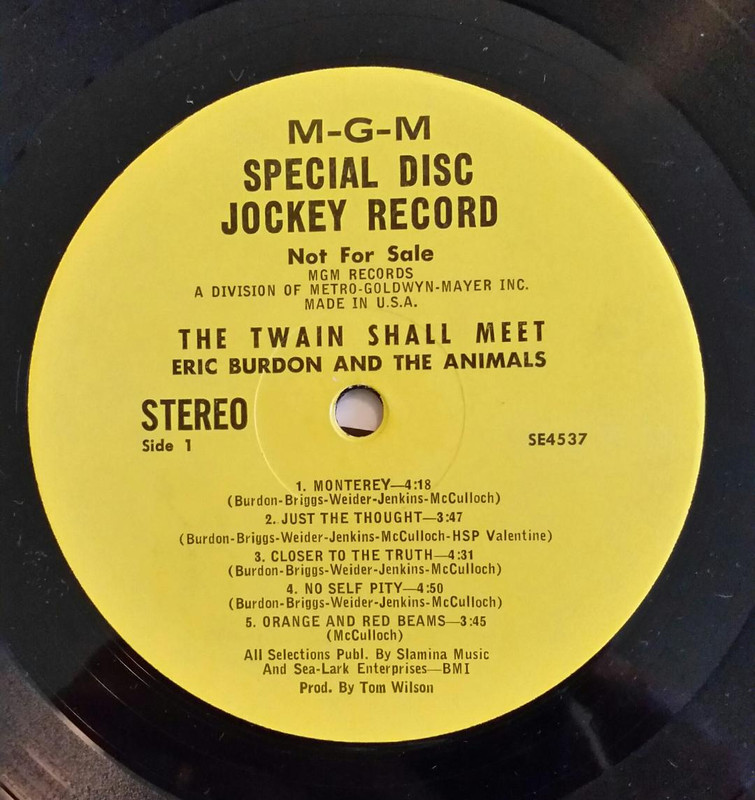 M-G-M
SPECIAL DISC
JOCKEY RECORD
Not For Sale
MGM RECORDS
A DIVISION OF METRO-GOLDWYN-MAYER INC.
MADE IN U.S.A.
THE TWAIN SHALL MEET
ERIC BURDON AND THE ANIMALS
STEREO
Side 1
SE4537
1. MONTEREY—4:18
(Burdon-Briggs-Weider-Jenkins-McCulloch)
2. JUST THE THOUGHT—3:47
(Burdon-Briggs-Weider-Jenkins-McCulloch-HSP Valentine)
3. CLOSER TO THE TRUTH—4:31
(Burdon-Briggs-Weider-Jenkins-McCulloch)
4. NO SELF PITY—4:50
(Burdon-Briggs-Weider-Jenkins-McCulloch)
5. ORANGE AND RED BEAMS—3:45
(McCulloch)
All Selections Publ. By Slamina Music
And Sea-Lark Enterprises—BMI
Prod. By Tom Wilson